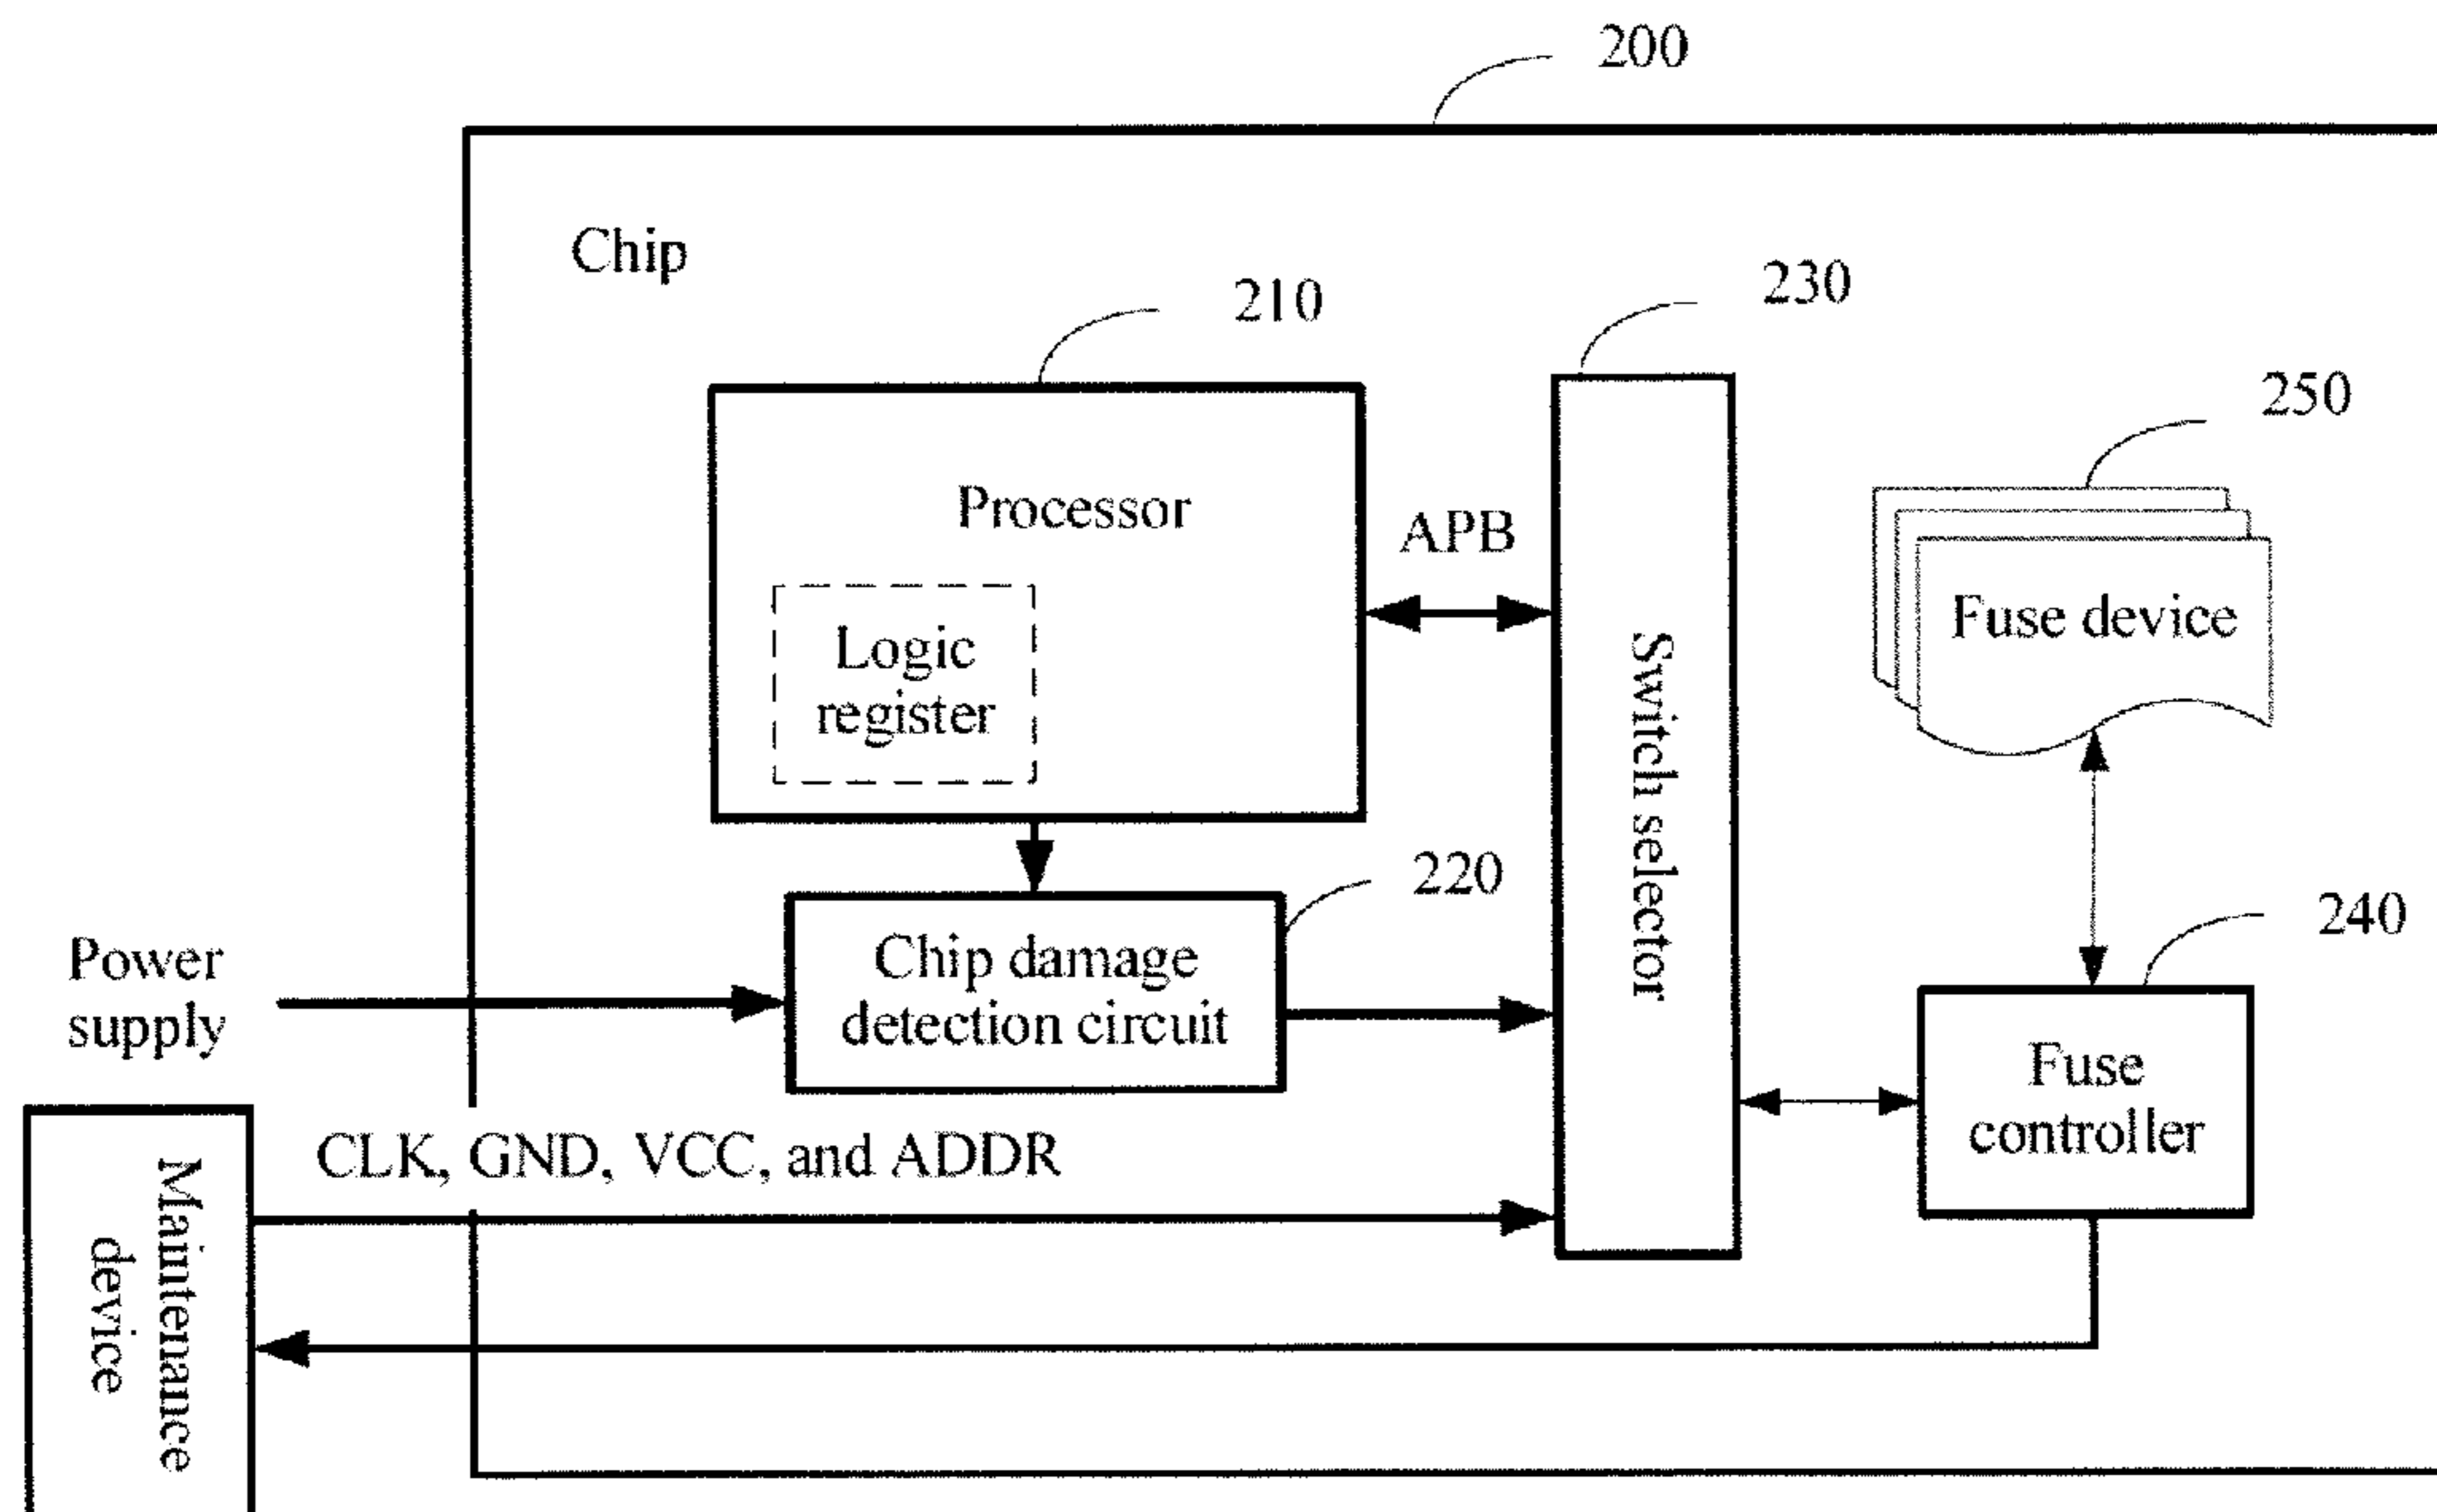 200
Chip
210
230
250
Processor
APB
Fuse device
Logic
register
Switch selector
220
240
Power
supply
Chip damage
detection circuit
Fuse
controller
CLK, GND, VCC, and ADDR
Maintenance
device